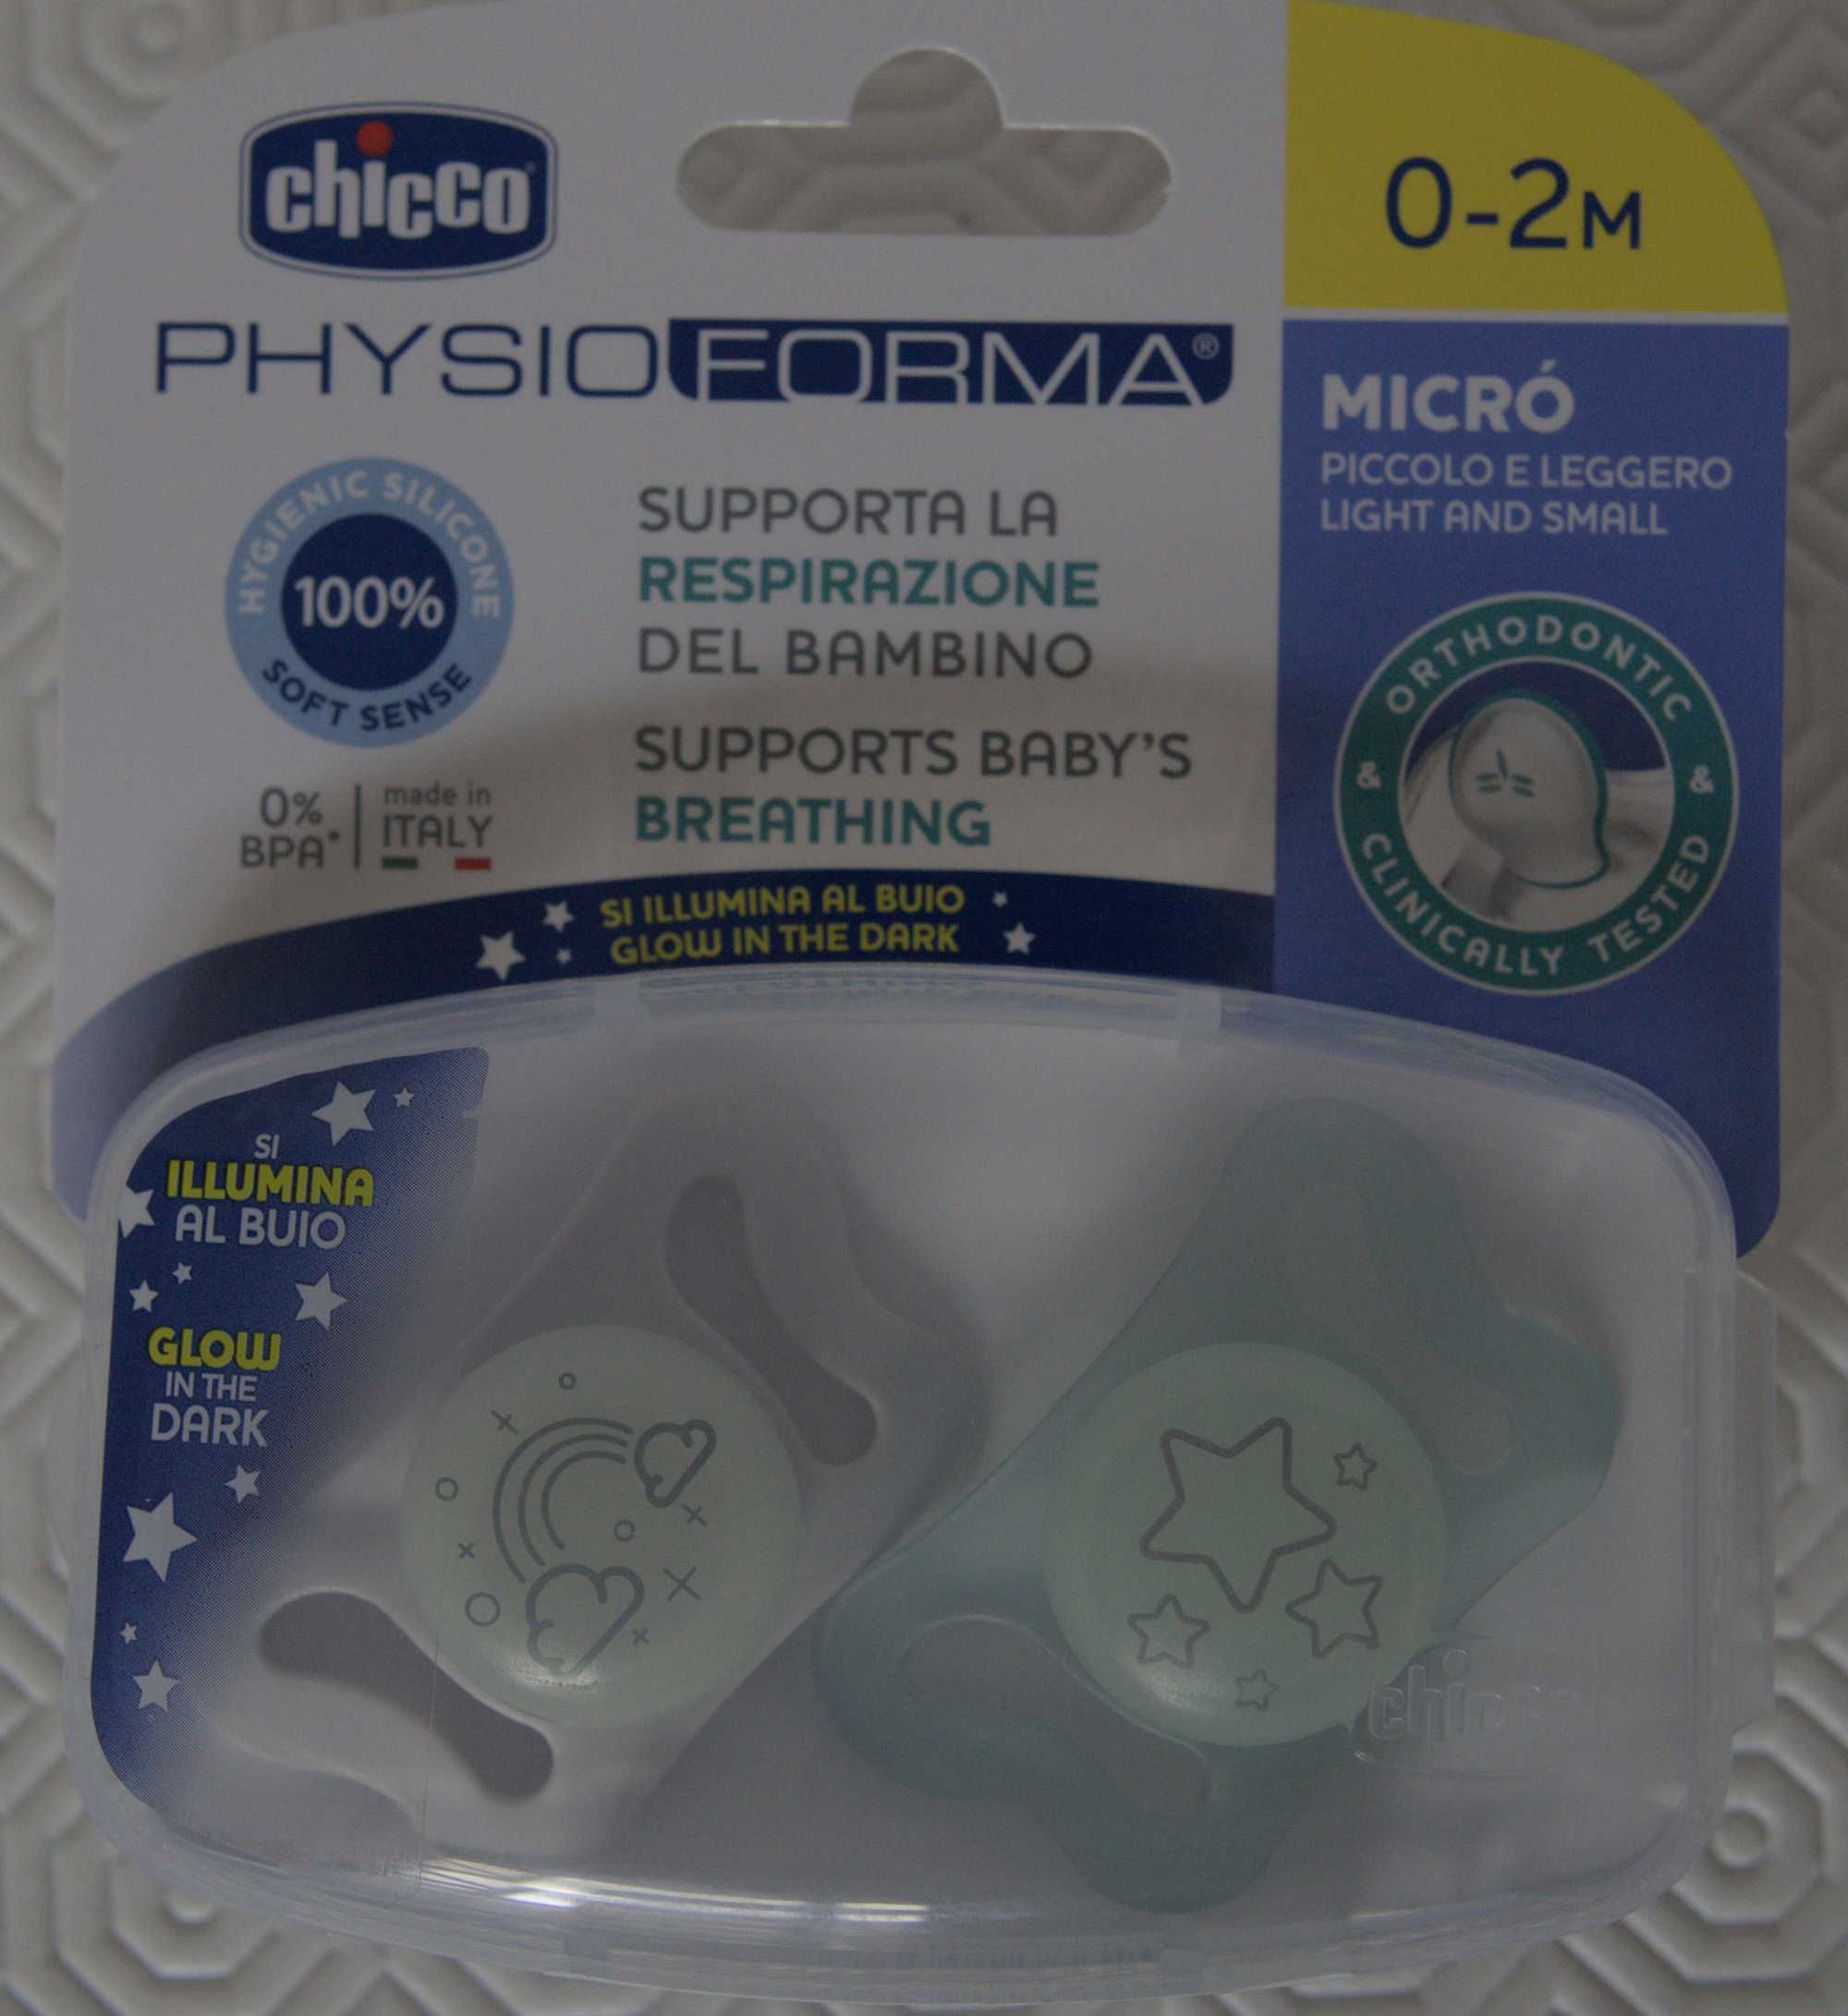 chicco
0-2M
PHYSIOFORMA®
MICRÓ
PICCOLO E LEGGERO
LIGHT AND SMALL
HYGIENIC SILICONE
100%
SOFT SENSE
SUPPORTA LA
RESPIRAZIONE
DEL BAMBINO
SUPPORTS BABY'S
BREATHING
0%
BPA*
made in
ITALY
ORTHODONTIC
& CLINICALLY TESTED &
SI ILLUMINA AL BUIO
GLOW IN THE DARK
SI
ILLUMINA
AL BUIO
GLOW
IN THE
DARK
chicco